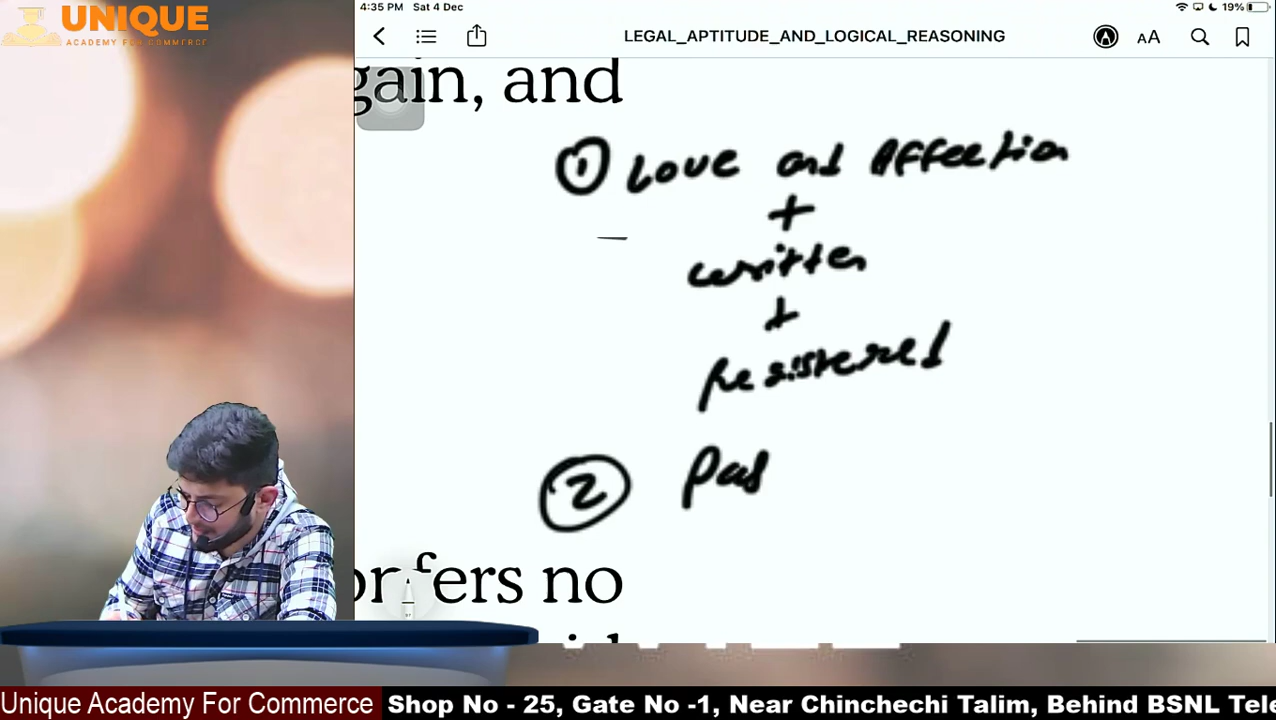 UNIQUE
ACADEMY FOR COMMERCE
4:35 PM Sat 4 Dec
19%
LEGAL_APTITUDE_AND_LOGICAL_REASONING
AA
gain, and
① Love and Affection
+
written
+
Registered
② Pas
fers no
Unique Academy For Commerce
Shop No - 25, Gate No -1, Near Chinchechi Talim, Behind BSNL Tele